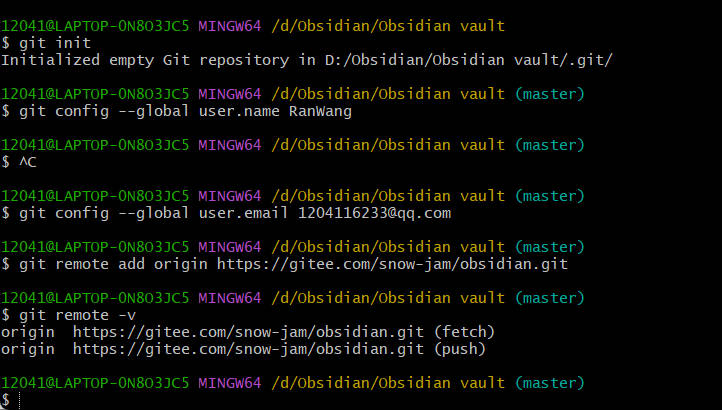 12041@LAPTOP-0N8O3JC5 MINGW64 /d/Obsidian/Obsidian vault
$ git init
Initialized empty Git repository in D:/Obsidian/Obsidian vault/.git/
12041@LAPTOP-0N8O3JC5 MINGW64 /d/Obsidian/Obsidian vault (master)
$ git config --global user.name RanWang
12041@LAPTOP-0N8O3JC5 MINGW64 /d/Obsidian/Obsidian vault (master)
$ ^C
12041@LAPTOP-0N8O3JC5 MINGW64 /d/Obsidian/Obsidian vault (master)
$ git config --global user.email 1204116233@qq.com
12041@LAPTOP-0N8O3JC5 MINGW64 /d/Obsidian/Obsidian vault (master)
$ git remote add origin https://gitee.com/snow-jam/obsidian.git
12041@LAPTOP-0N8O3JC5 MINGW64 /d/Obsidian/Obsidian vault (master)
$ git remote -v
origin  https://gitee.com/snow-jam/obsidian.git (fetch)
origin  https://gitee.com/snow-jam/obsidian.git (push)
12041@LAPTOP-0N8O3JC5 MINGW64 /d/Obsidian/Obsidian vault (master)
$